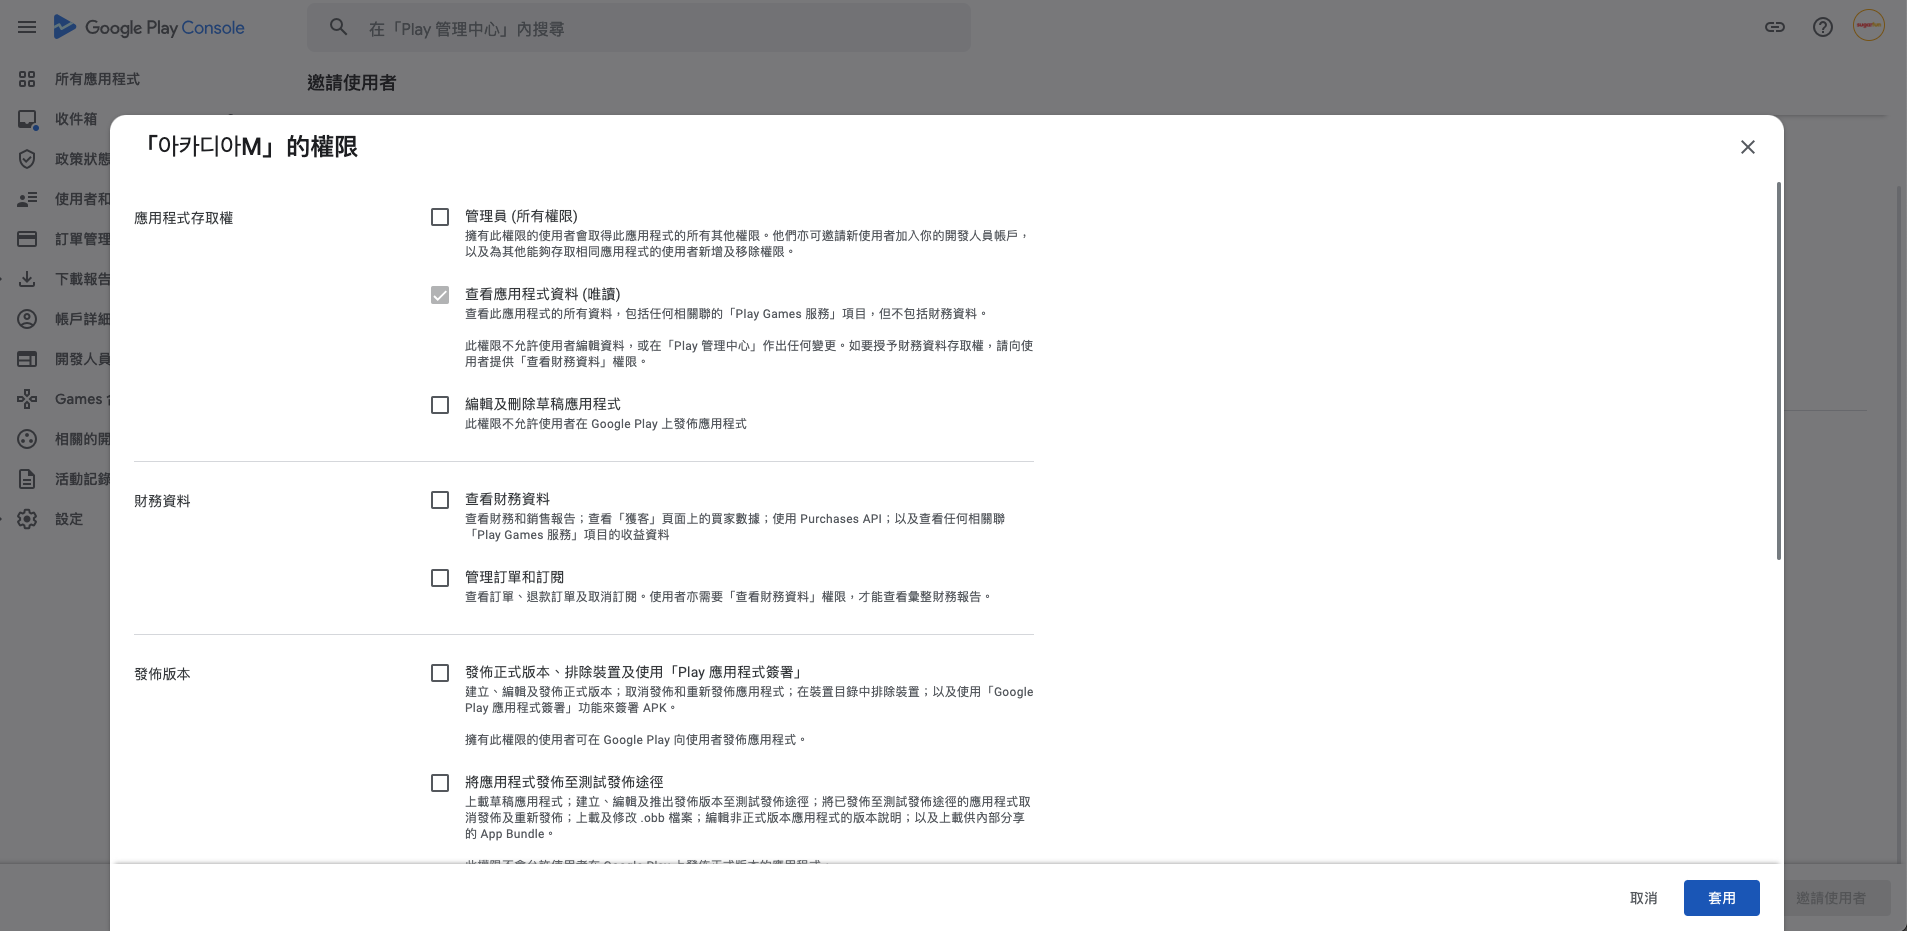 Google Play Console
在「Play 管理中心」內搜尋
所有應用程式
邀請使用者
收件箱
政策狀態
使用者和
訂單管理
下載報告
帳戶詳細
開發人員
Games
相關的開
活動記錄
設定
「아카디아M」的權限
應用程式存取權
管理員 (所有權限)
擁有此權限的使用者會取得此應用程式的所有其他權限。他們亦可邀請新使用者加入你的開發人員帳戶，
以及為其他能夠存取相同應用程式的使用者新增及移除權限。
查看應用程式資料 (唯讀)
查看此應用程式的所有資料，包括任何相關聯的「Play Games 服務」項目，但不包括財務資料。
此權限不允許使用者編輯資料，或在「Play 管理中心」作出任何變更。如要授予財務資料存取權，請向使
用者提供「查看財務資料」權限。
編輯及刪除草稿應用程式
此權限不允許使用者在 Google Play 上發佈應用程式
財務資料
查看財務資料
查看財務和銷售報告；查看「獲客」頁面上的買家數據；使用 Purchases API；以及查看任何相關聯
「Play Games 服務」項目的收益資料
管理訂單和訂閱
查看訂單、退款訂單及取消訂閱。使用者亦需要「查看財務資料」權限，才能查看彙整財務報告。
發佈版本
發佈正式版本、排除裝置及使用「Play 應用程式簽署」
建立、編輯及發佈正式版本；取消發佈和重新發佈應用程式；在裝置目錄中排除裝置；以及使用「Google
Play 應用程式簽署」功能來簽署 APK。
擁有此權限的使用者可在 Google Play 向使用者發佈應用程式。
將應用程式發佈至測試發佈途徑
上載草稿應用程式；建立、編輯及推出發佈版本至測試發佈途徑；將已發佈至測試發佈途徑的應用程式取
消發佈及重新發佈；上載及修改 .obb 檔案；編輯非正式版本應用程式的版本說明；以及上載供內部分享
的 App Bundle。
此權限不會允許使用者在 Google Play 上發佈正式版本的應用程式。
取消
套用
邀請使用者